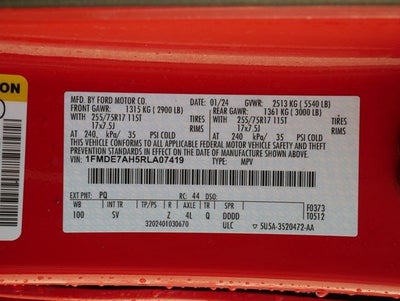 MFD. BY FORD MOTOR CO.
01/24 GVWR: 2513 KG ( 5540 LB)
FRONT GAWR: 1315 KG (2900 LB)
REAR GAWR: 1361 KG (3000 LB)
WITH 255/75R17 115T TIRES
WITH 255/75R17 115T TIRES
17x7.5J RIMS
17x7.5J RIMS
AT 240, kPa/ 35 PSI COLD
AT 240, kPa/ 35 PSI COLD
THIS VEHICLE CONFORMS TO ALL APPLICABLE FEDERAL MOTOR
VEHICLE SAFETY AND THEFT PREVENTION STANDARDS IN EFFECT ON THE DATE OF MANUFACTURE SHOWN ABOVE.
VIN: 1FMDE7AH5RLA07419
TYPE: MPV
EXT PNT: PQ RC: 44 DSO:
WB INT TR TP/PS R AXLE TR SPR F0373
100 SV Z 4L Q DDDD T0512
3202401030670 ULC 5U5A-3520472-AA
ON